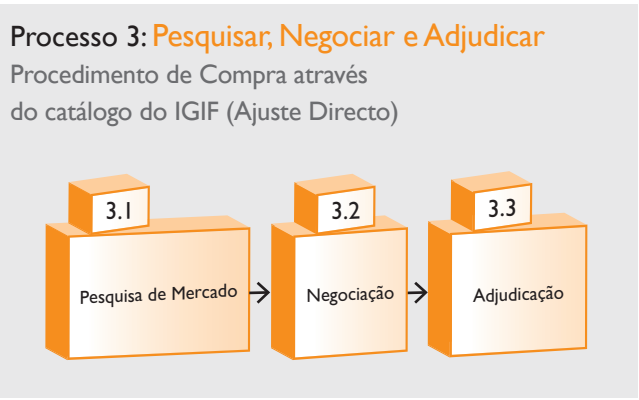 Processo 3: Pesquisar, Negociar e Adjudicar
Procedimento de Compra através
do catálogo do IGIF (Ajuste Directo)
3.1
3.2
3.3
Pesquisa de Mercado
Negociação
Adjudicação